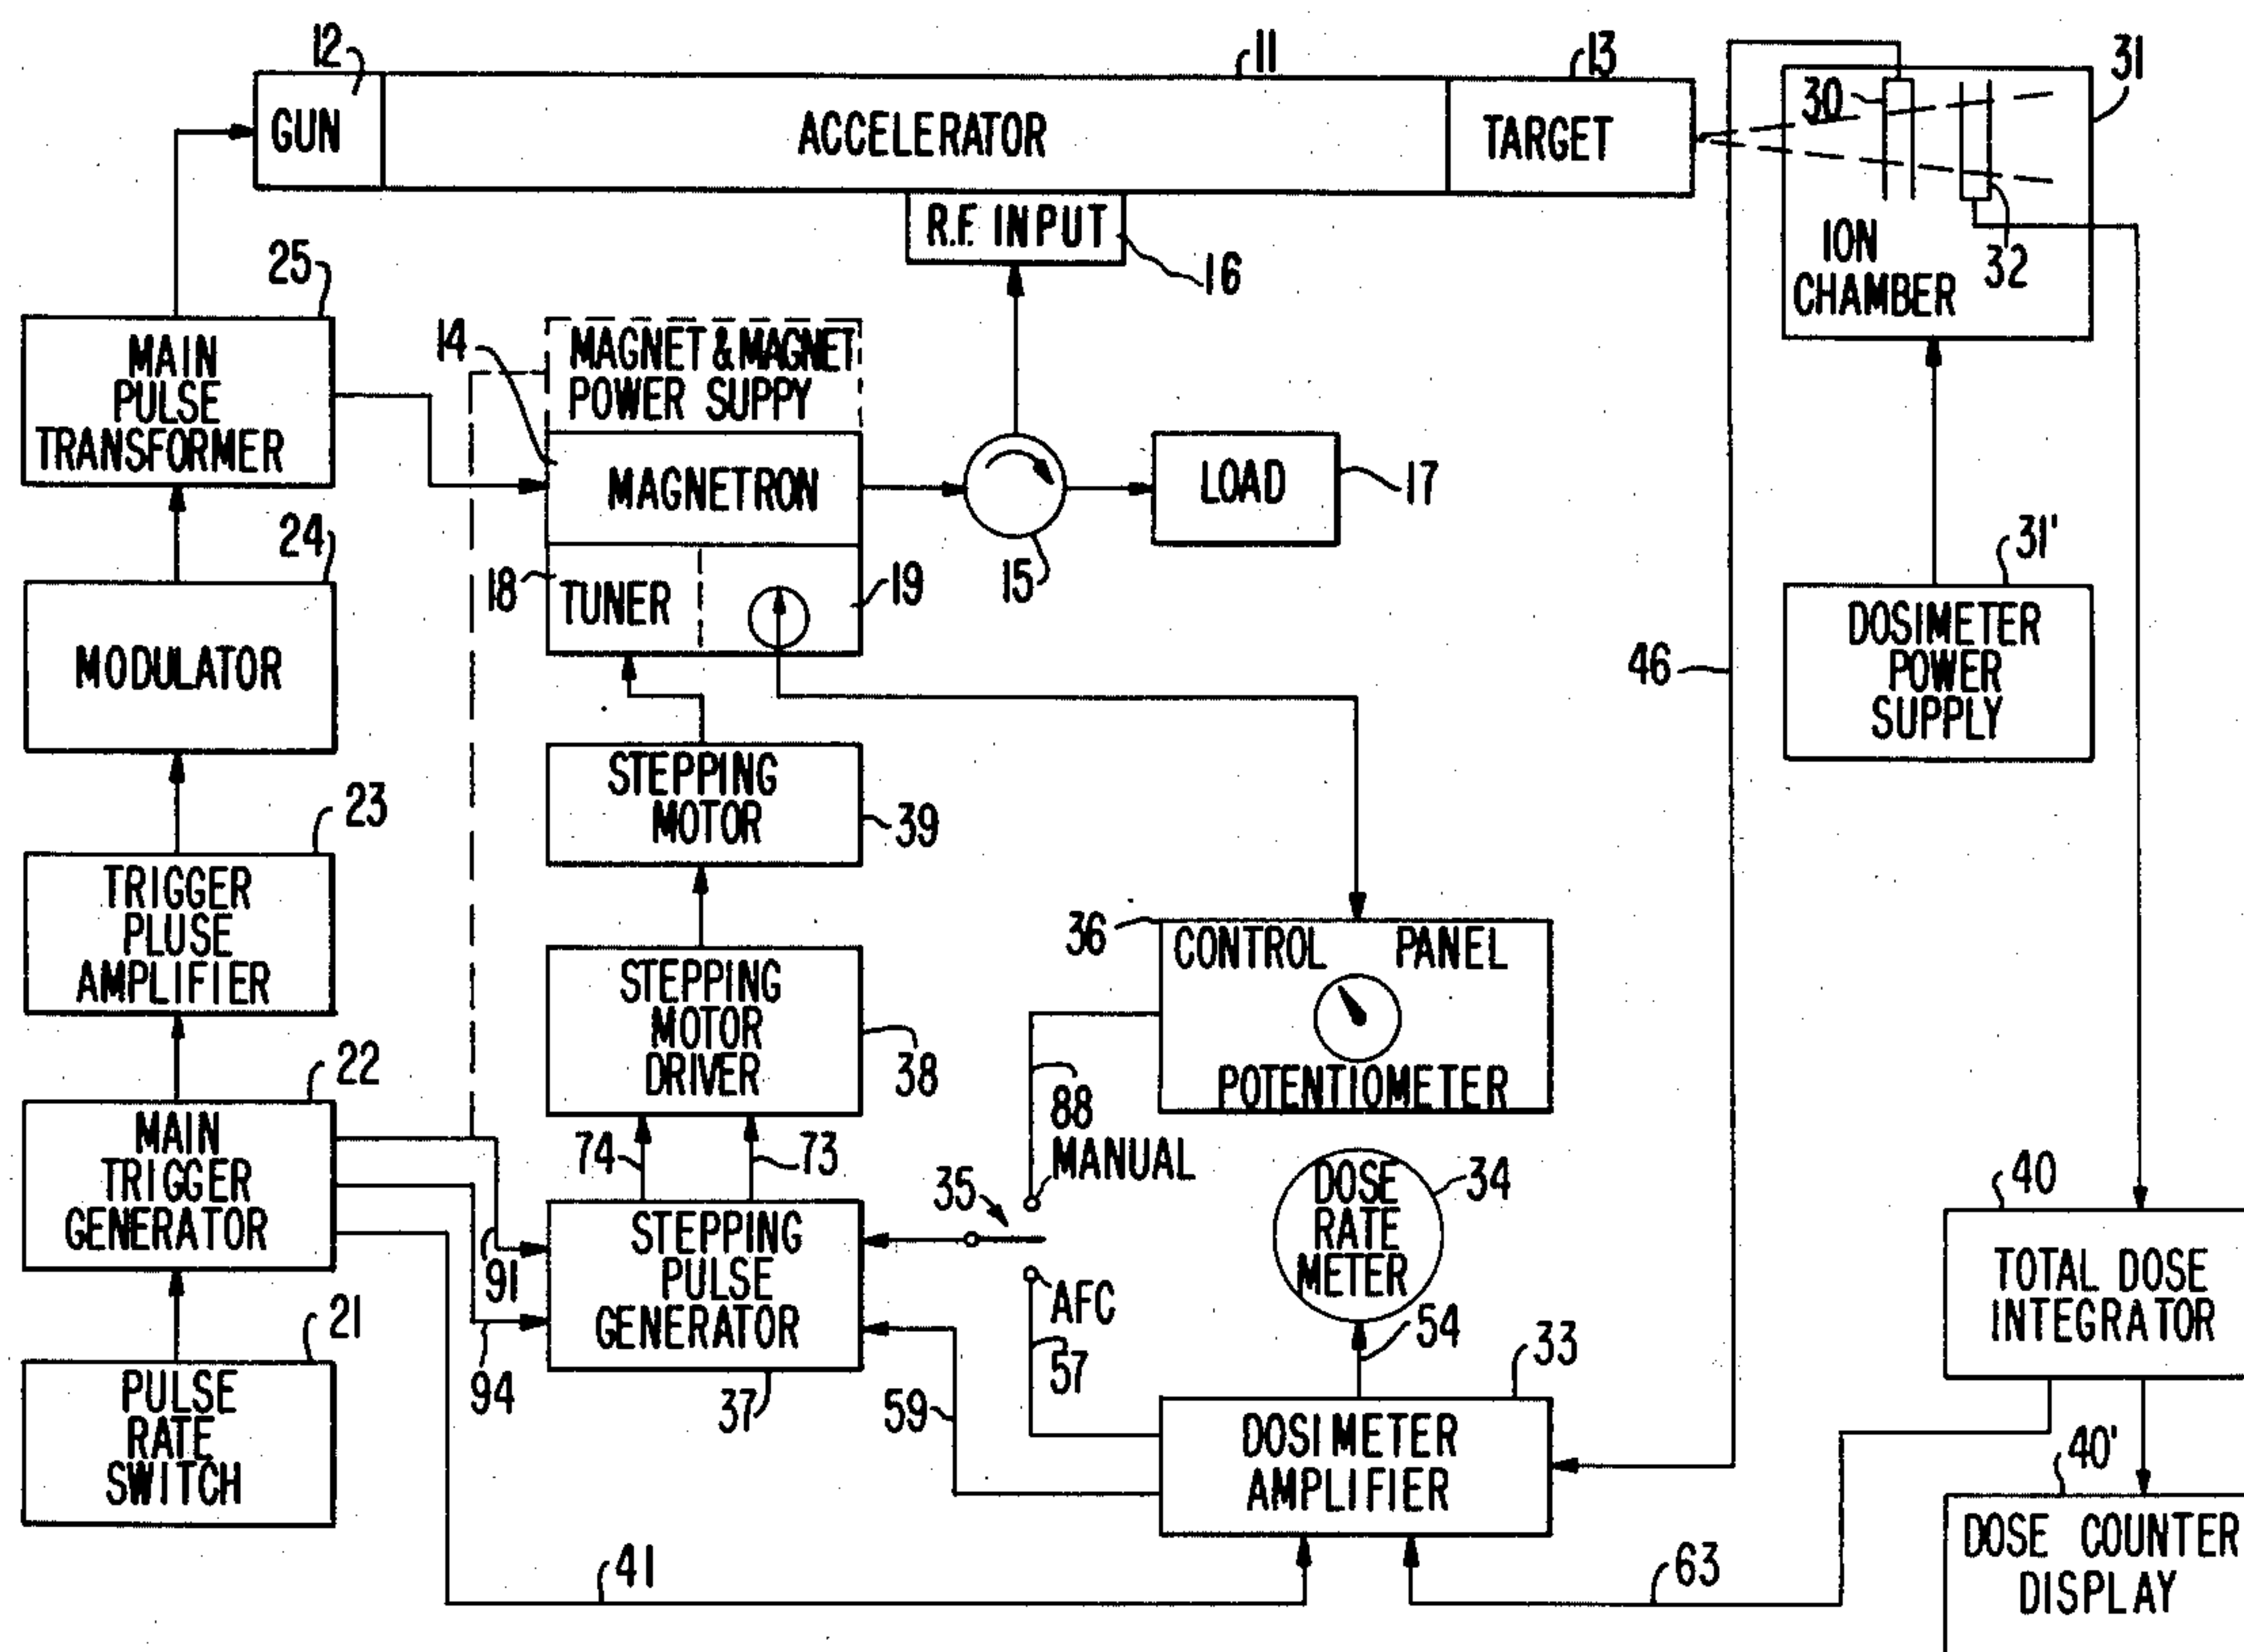 12
11
13
31
GUN
ACCELERATOR
TARGET
30
R.F. INPUT
16
ION
CHAMBER
32
25
MAIN
PULSE
TRANSFORMER
14
MAGNET & MAGNET
POWER SUPPY
MAGNETRON
LOAD
17
15
18
TUNER
19
24
MODULATOR
46
31'
DOSIMETER
POWER
SUPPLY
STEPPING
MOTOR
39
23
TRIGGER
PLUSE
AMPLIFIER
36
CONTROL PANEL
POTENTIOMETER
STEPPING
MOTOR
DRIVER
38
22
MAIN
TRIGGER
GENERATOR
74
73
88
MANUAL
35
DOSE
RATE
METER
34
40
TOTAL DOSE
INTEGRATOR
91
94
STEPPING
PULSE
GENERATOR
37
AFC
57
59
54
33
21
PULSE
RATE
SWITCH
DOSIMETER
AMPLIFIER
40'
DOSE COUNTER
DISPLAY
41
63